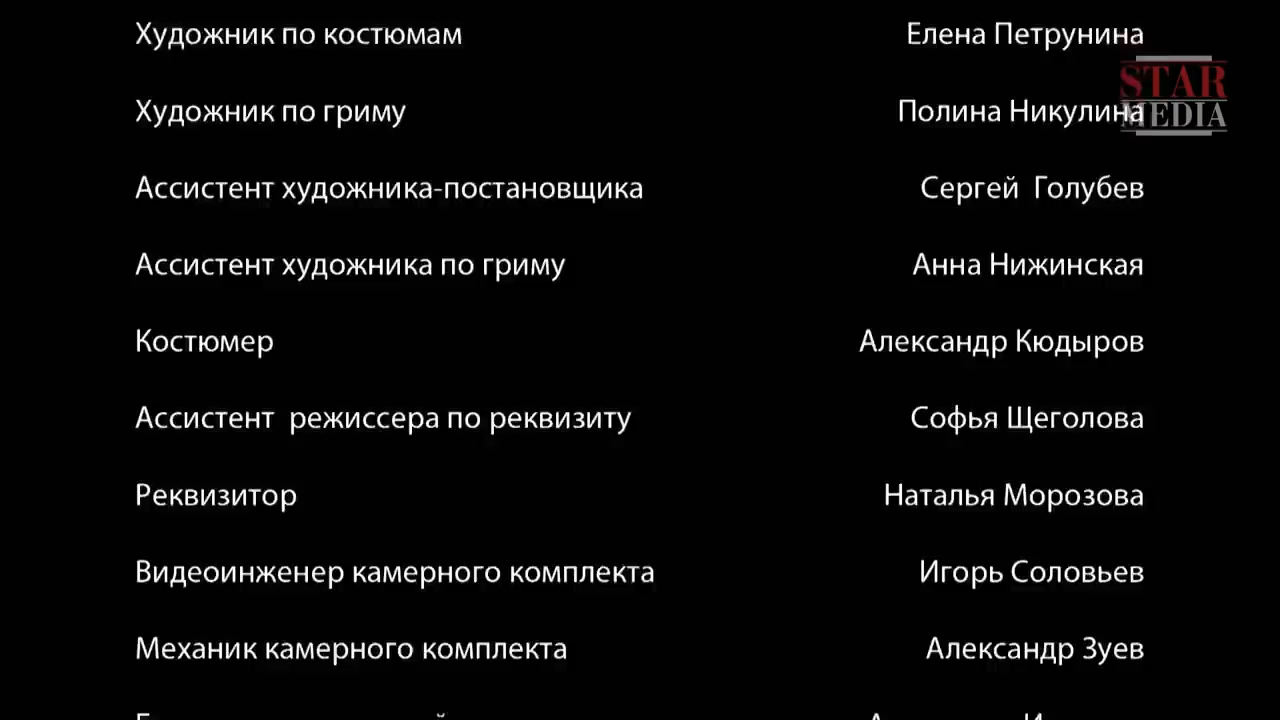 Художник по костюмам Елена Петрунина
STAR
Художник по гриму Полина Никулина
MEDIA
Ассистент художника-постановщика Сергей  Голубев
Ассистент художника по гриму Анна Нижинская
Костюмер Александр Кюдыров
Ассистент  режиссера по реквизиту Софья Щеголова
Реквизитор Наталья Морозова
Видеоинженер камерного комплекта Игорь Соловьев
Механик камерного комплекта Александр Зуев